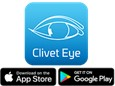 Clivet Eye
Download on the
App Store
GET IT ON
Google Play